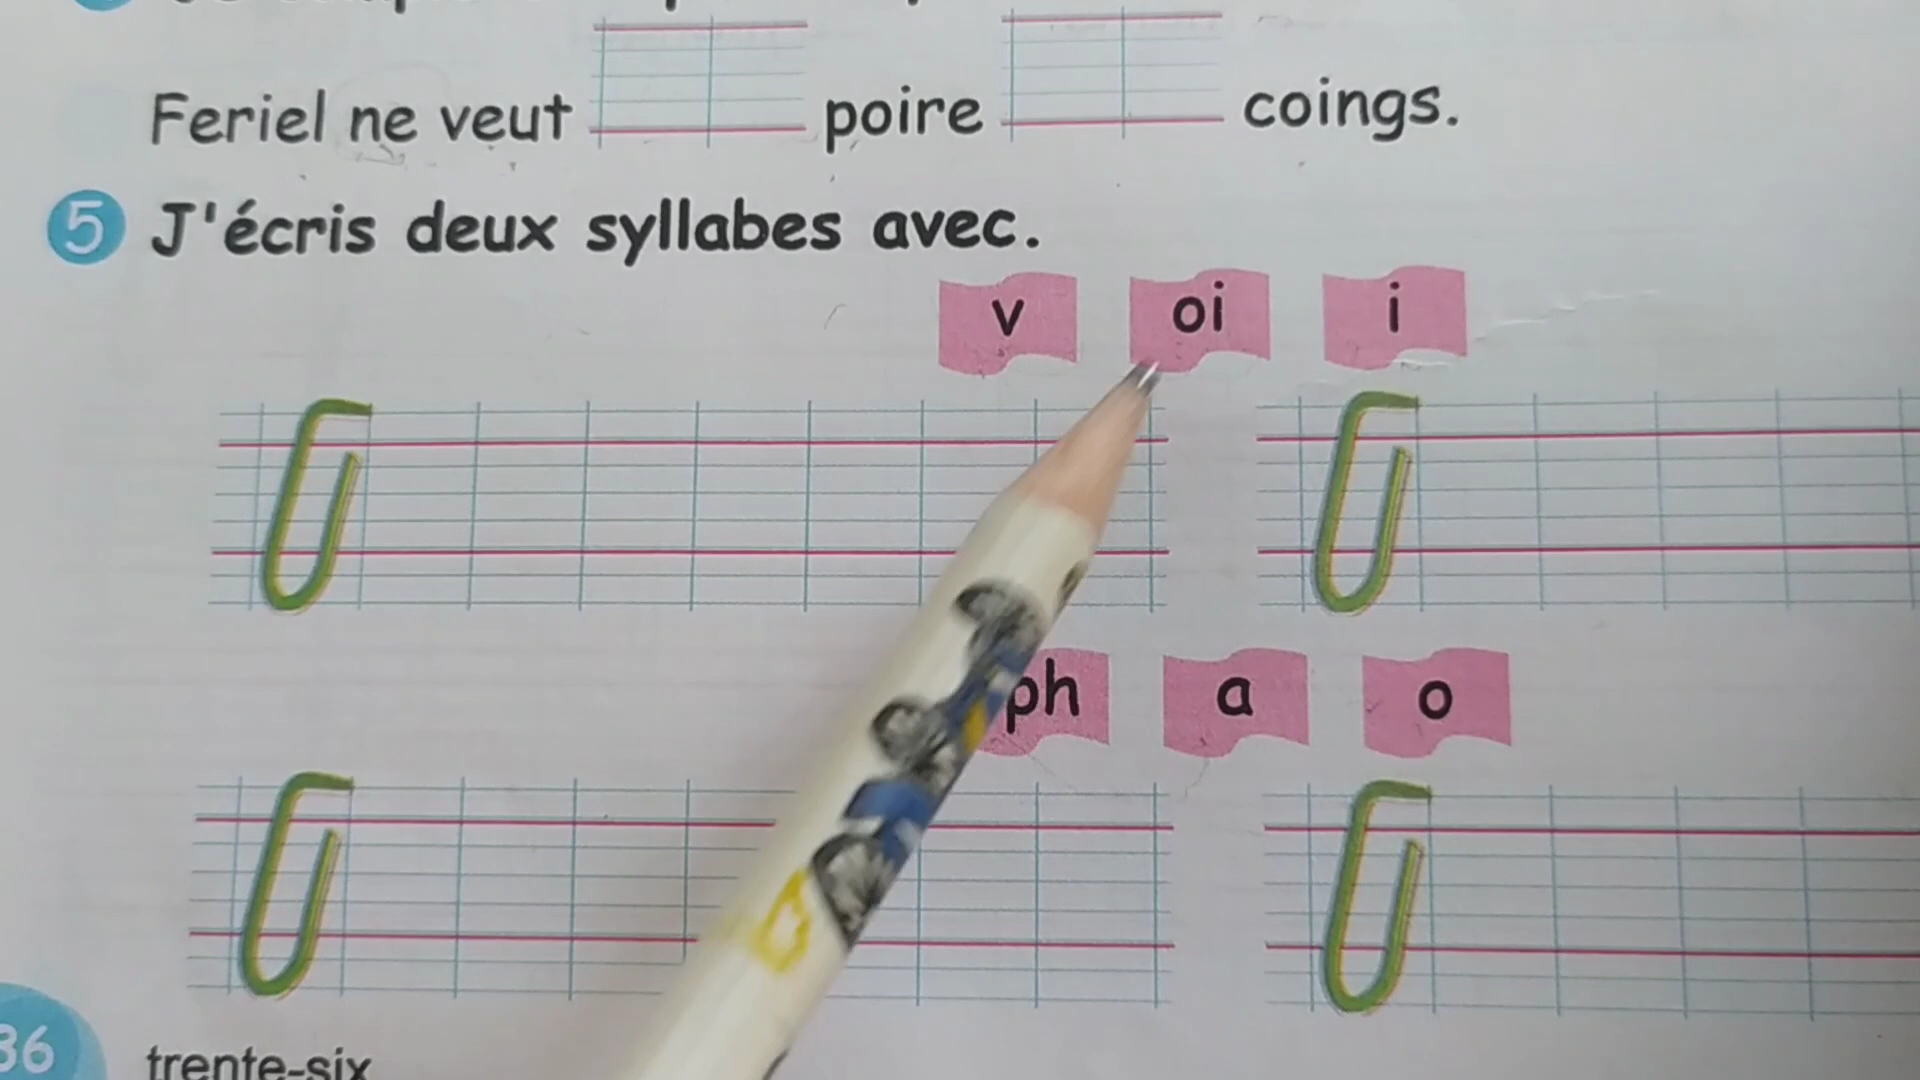 Feriel ne veut poire coings.
5 J'écris deux syllabes avec.
v oi i
ph a o
36 trente-six